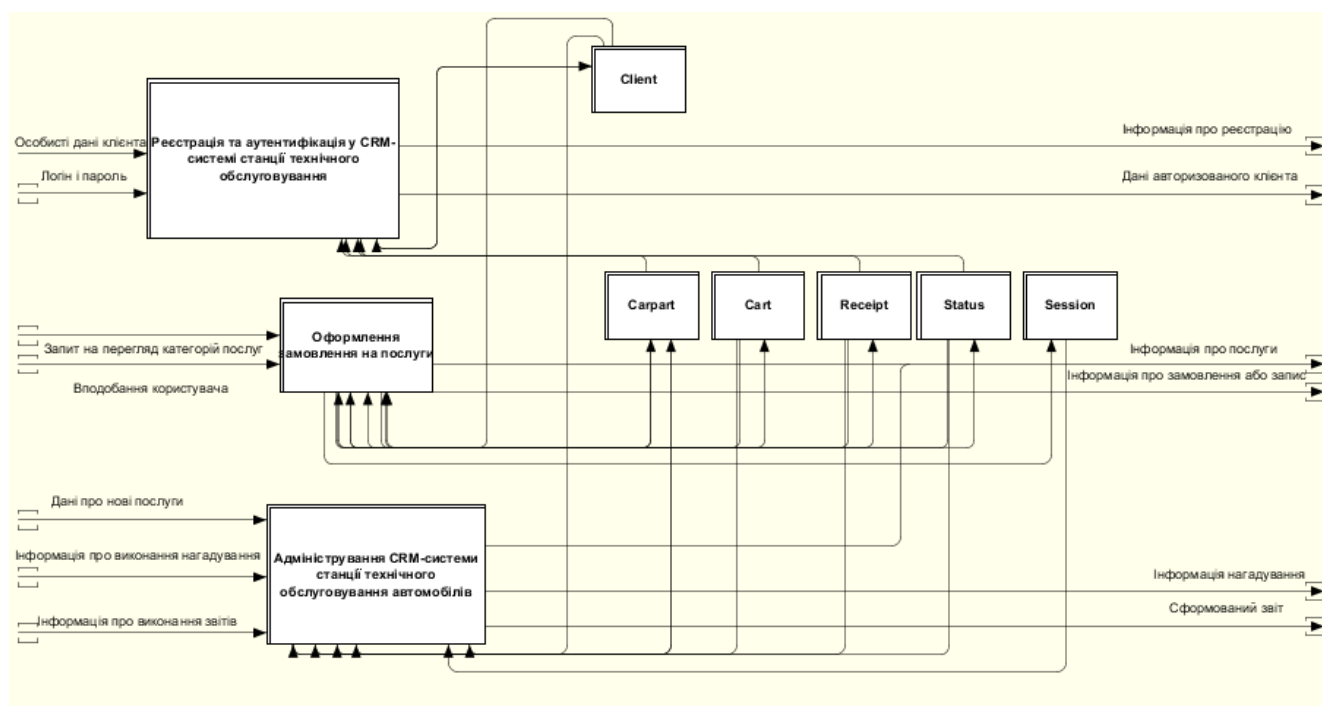 Client
Особисті дані клієнта
Реєстрація та аутентифікація у CRM-
системі станції технічного
обслуговування
Логін і пароль
Інформація про реєстрацію
Дані авторизованого клієнта
Carpart
Cart
Receipt
Status
Session
Оформлення
замовлення на послуги
Запит на перегляд категорій послуг
Вподобання користувача
Інформація про послуги
Інформація про замовлення або запис
Дані про нові послуги
Інформація про виконання нагадування
Інформація про виконання звітів
Адміністрування CRM-системи
станції технічного
обслуговування автомобілів
Інформація нагадування
Сформований звіт